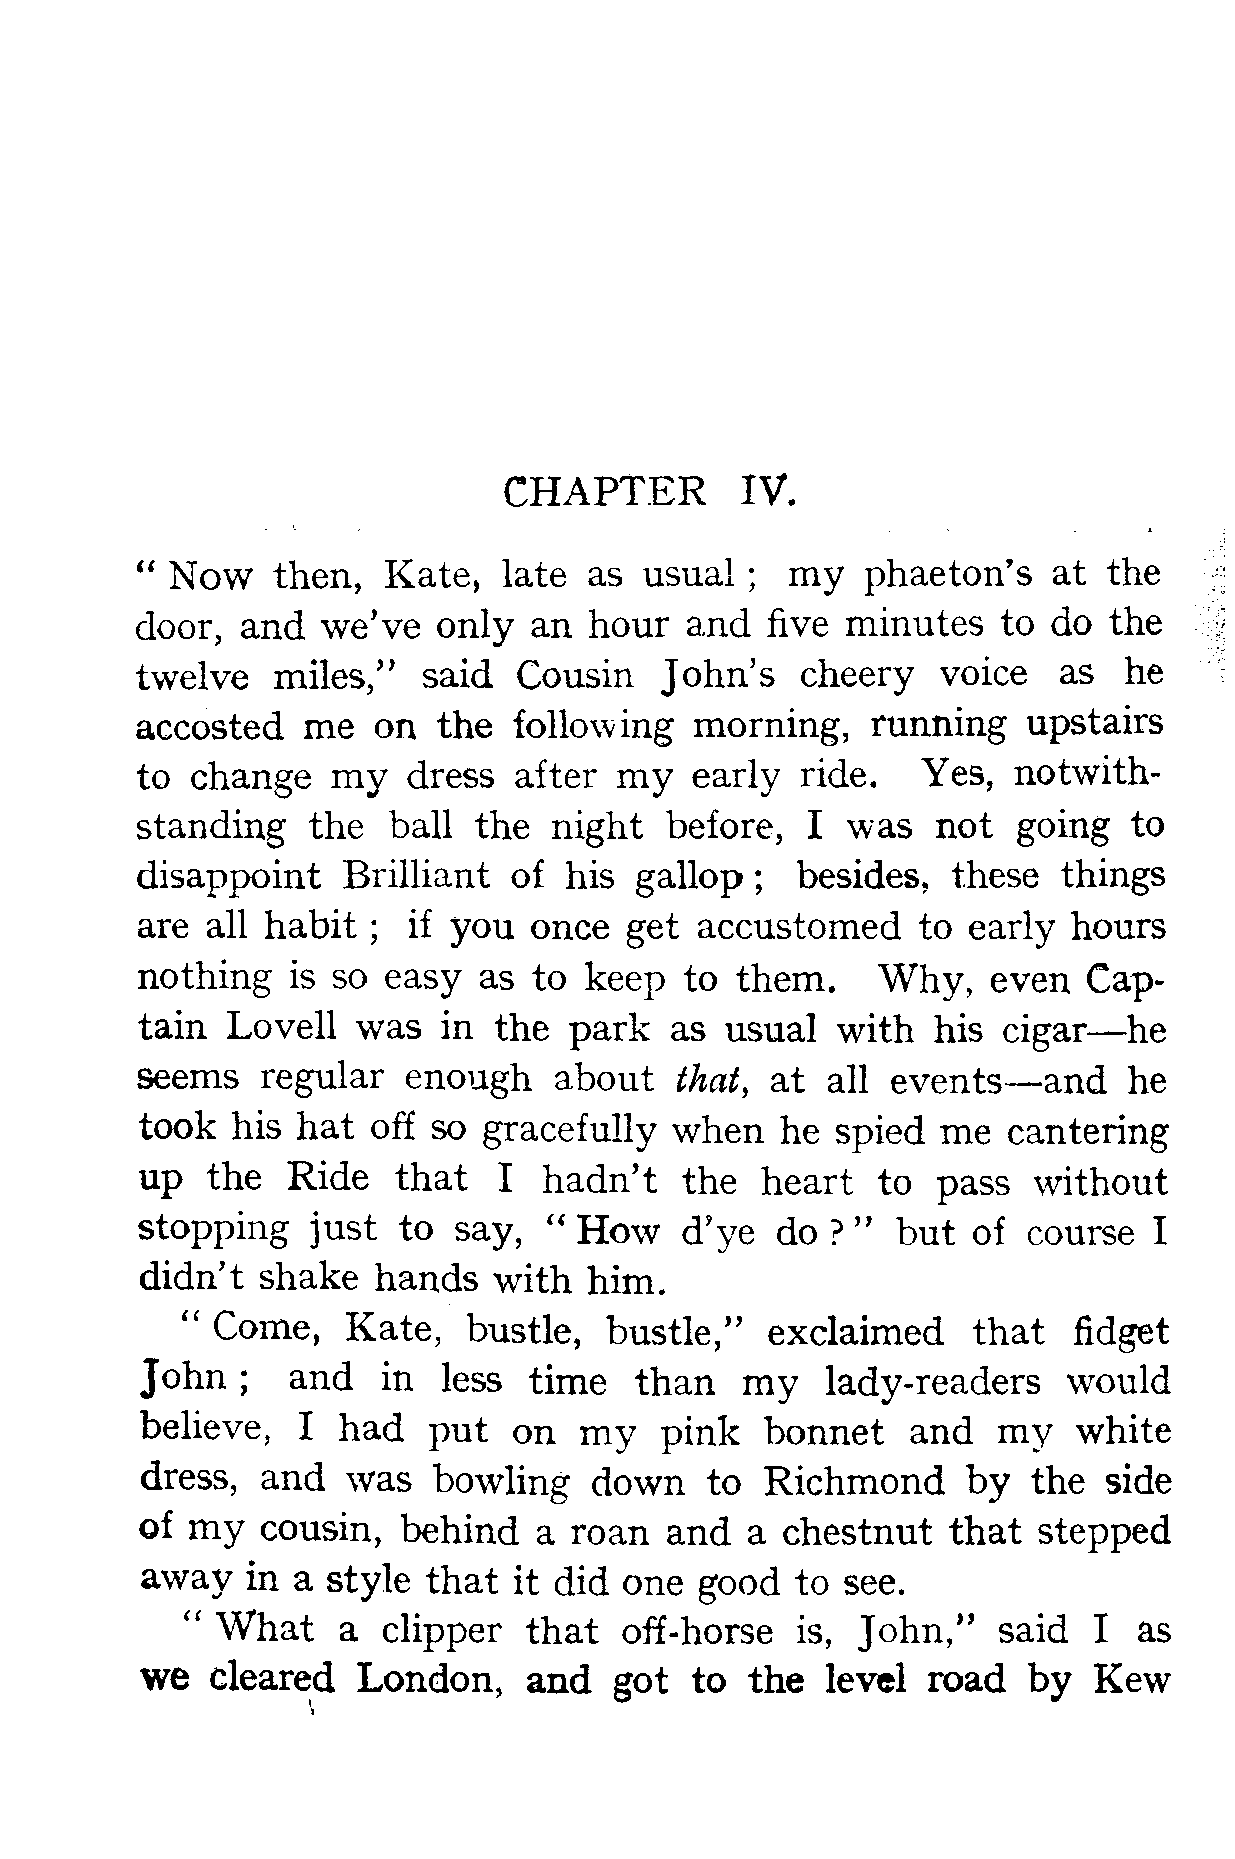 CHAPTER IV.
“ Now then, Kate, late as usual ; my phaeton’s at the
door, and we’ve only an hour and five minutes to do the
twelve miles,” said Cousin John’s cheery voice as he
accosted me on the following morning, running upstairs
to change my dress after my early ride. Yes, notwith-
standing the ball the night before, I was not going to
disappoint Brilliant of his gallop ; besides, these things
are all habit ; if you once get accustomed to early hours
nothing is so easy as to keep to them. Why, even Cap-
tain Lovell was in the park as usual with his cigar—he
seems regular enough about that, at all events—and he
took his hat off so gracefully when he spied me cantering
up the Ride that I hadn’t the heart to pass without
stopping just to say, “ How d’ye do ? ” but of course I
didn’t shake hands with him.
“ Come, Kate, bustle, bustle,” exclaimed that fidget
John ; and in less time than my lady-readers would
believe, I had put on my pink bonnet and my white
dress, and was bowling down to Richmond by the side
of my cousin, behind a roan and a chestnut that stepped
away in a style that it did one good to see.
“ What a clipper that off-horse is, John,” said I as
we cleared London, and got to the level road by Kew